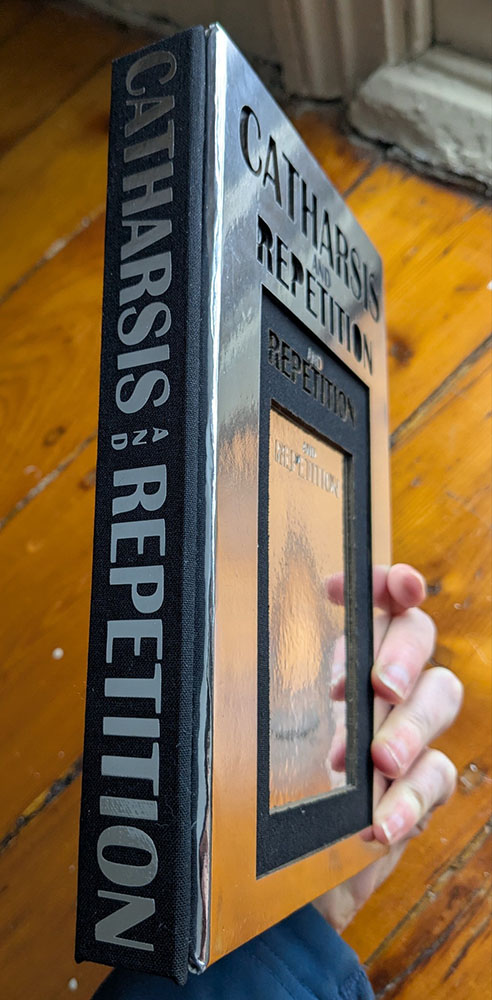 CATHARSIS AND REPETITION
CATHARSIS
AND
REPETITION
AND
REPETITION
AND
REPETITION